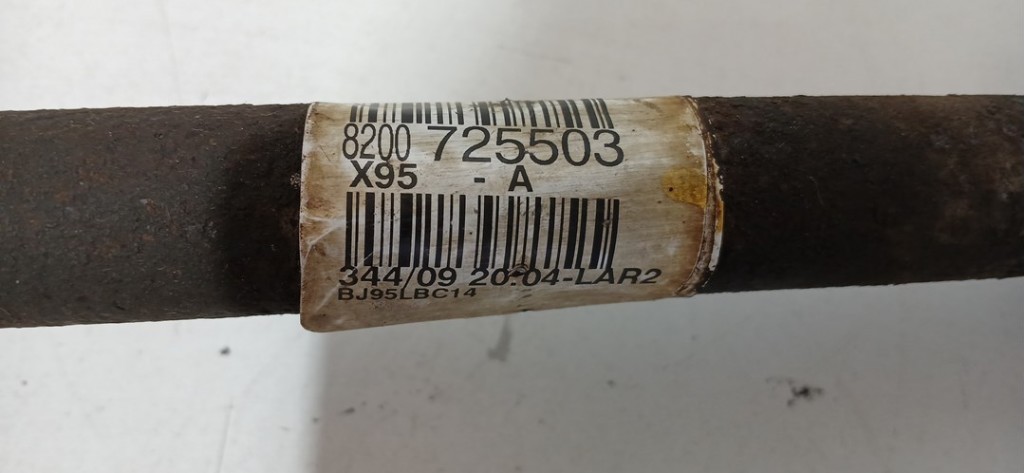 8200 725503
X95 - A
344/09 20:04-LAR2
BJ95LBC14